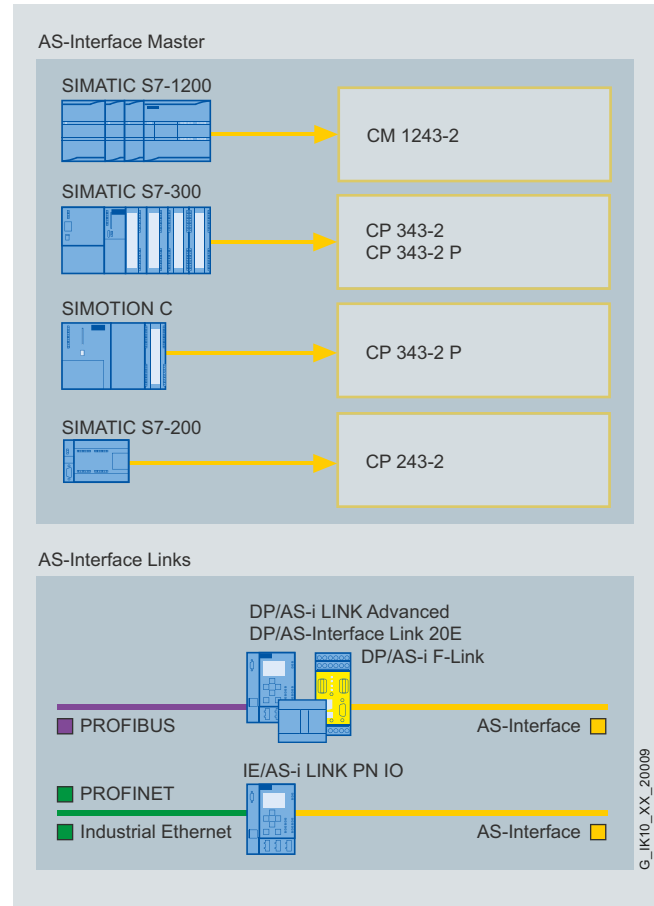 AS-Interface Master
SIMATIC S7-1200
CM 1243-2
SIMATIC S7-300
CP 343-2
CP 343-2 P
SIMOTION C
CP 343-2 P
SIMATIC S7-200
CP 243-2
AS-Interface Links
DP/AS-i LINK Advanced
DP/AS-Interface Link 20E
DP/AS-i F-Link
PROFIBUS
AS-Interface
IE/AS-i LINK PN IO
PROFINET
Industrial Ethernet
AS-Interface
G_IK10_XX_20009